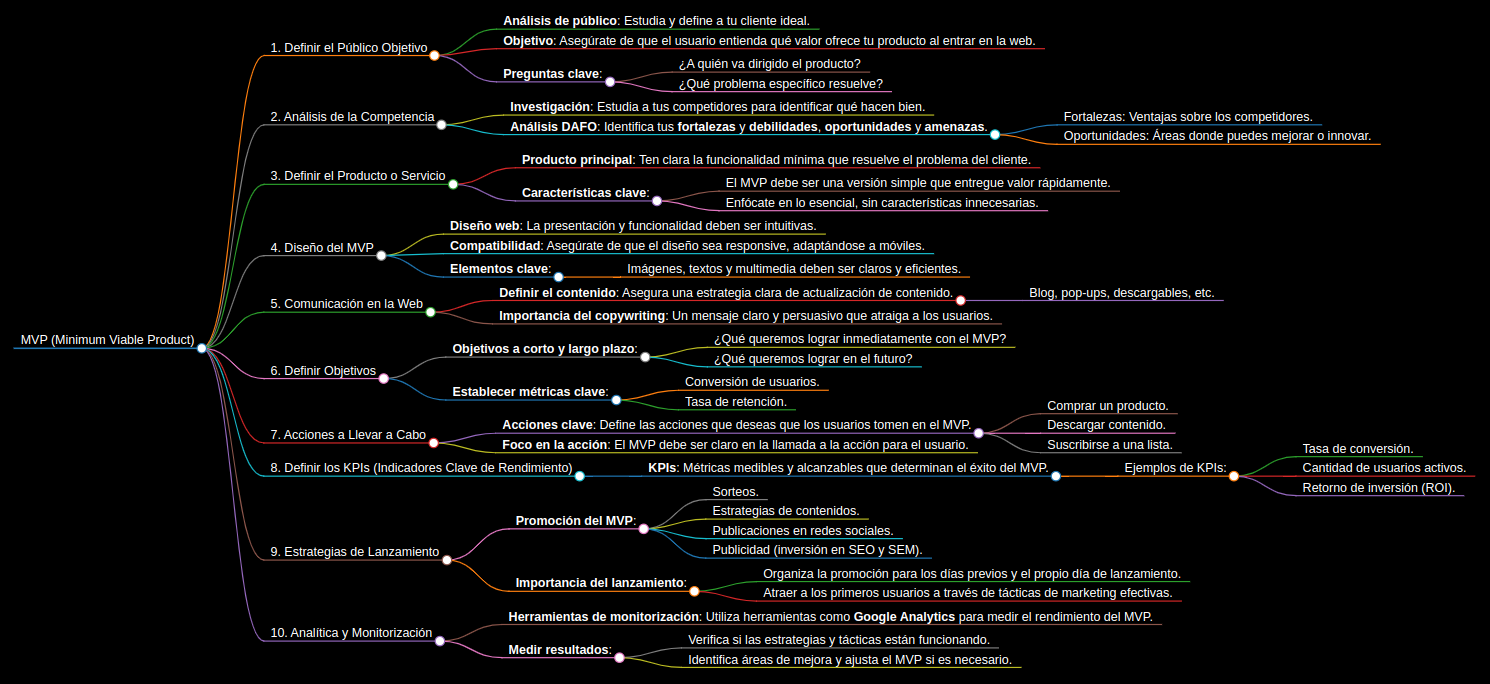 MVP (Minimum Viable Product)
1. Definir el Público Objetivo
Análisis de público: Estudia y define a tu cliente ideal.
Objetivo: Asegúrate de que el usuario entienda qué valor ofrece tu producto al entrar en la web.
Preguntas clave:
¿A quién va dirigido el producto?
¿Qué problema específico resuelve?
2. Análisis de la Competencia
Investigación: Estudia a tus competidores para identificar qué hacen bien.
Análisis DAFO: Identifica tus fortalezas y debilidades, oportunidades y amenazas.
Fortalezas: Ventajas sobre los competidores.
Oportunidades: Áreas donde puedes mejorar o innovar.
3. Definir el Producto o Servicio
Producto principal: Ten clara la funcionalidad mínima que resuelve el problema del cliente.
Características clave:
El MVP debe ser una versión simple que entregue valor rápidamente.
Enfócate en lo esencial, sin características innecesarias.
4. Diseño del MVP
Diseño web: La presentación y funcionalidad deben ser intuitivas.
Compatibilidad: Asegúrate de que el diseño sea responsive, adaptándose a móviles.
Elementos clave:
Imágenes, textos y multimedia deben ser claros y eficientes.
5. Comunicación en la Web
Definir el contenido: Asegura una estrategia clara de actualización de contenido.
Blog, pop-ups, descargables, etc.
Importancia del copywriting: Un mensaje claro y persuasivo que atraiga a los usuarios.
6. Definir Objetivos
Objetivos a corto y largo plazo:
¿Qué queremos lograr inmediatamente con el MVP?
¿Qué queremos lograr en el futuro?
Establecer métricas clave:
Conversión de usuarios.
Tasa de retención.
7. Acciones a Llevar a Cabo
Acciones clave: Define las acciones que deseas que los usuarios tomen en el MVP.
Comprar un producto.
Descargar contenido.
Suscribirse a una lista.
Foco en la acción: El MVP debe ser claro en la llamada a la acción para el usuario.
8. Definir los KPIs (Indicadores Clave de Rendimiento)
KPIs: Métricas medibles y alcanzables que determinan el éxito del MVP.
Ejemplos de KPIs:
Tasa de conversión.
Cantidad de usuarios activos.
Retorno de inversión (ROI).
9. Estrategias de Lanzamiento
Promoción del MVP:
Sorteos.
Estrategias de contenidos.
Publicaciones en redes sociales.
Publicidad (inversión en SEO y SEM).
Importancia del lanzamiento:
Organiza la promoción para los días previos y el propio día de lanzamiento.
Atraer a los primeros usuarios a través de tácticas de marketing efectivas.
10. Analítica y Monitorización
Herramientas de monitorización: Utiliza herramientas como Google Analytics para medir el rendimiento del MVP.
Medir resultados:
Verifica si las estrategias y tácticas están funcionando.
Identifica áreas de mejora y ajusta el MVP si es necesario.